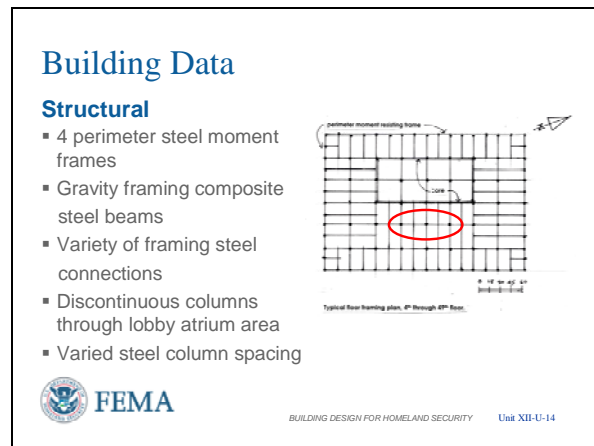 Building Data
Structural
▪ 4 perimeter steel moment
frames
▪ Gravity framing composite
steel beams
▪ Variety of framing steel
connections
▪ Discontinuous columns
through lobby atrium area
▪ Varied steel column spacing
perimeter moment resisting frame
core
Typical floor framing plan, 4th through floor.
FEMA
BUILDING DESIGN FOR HOMELAND SECURITY Unit XII-U-14